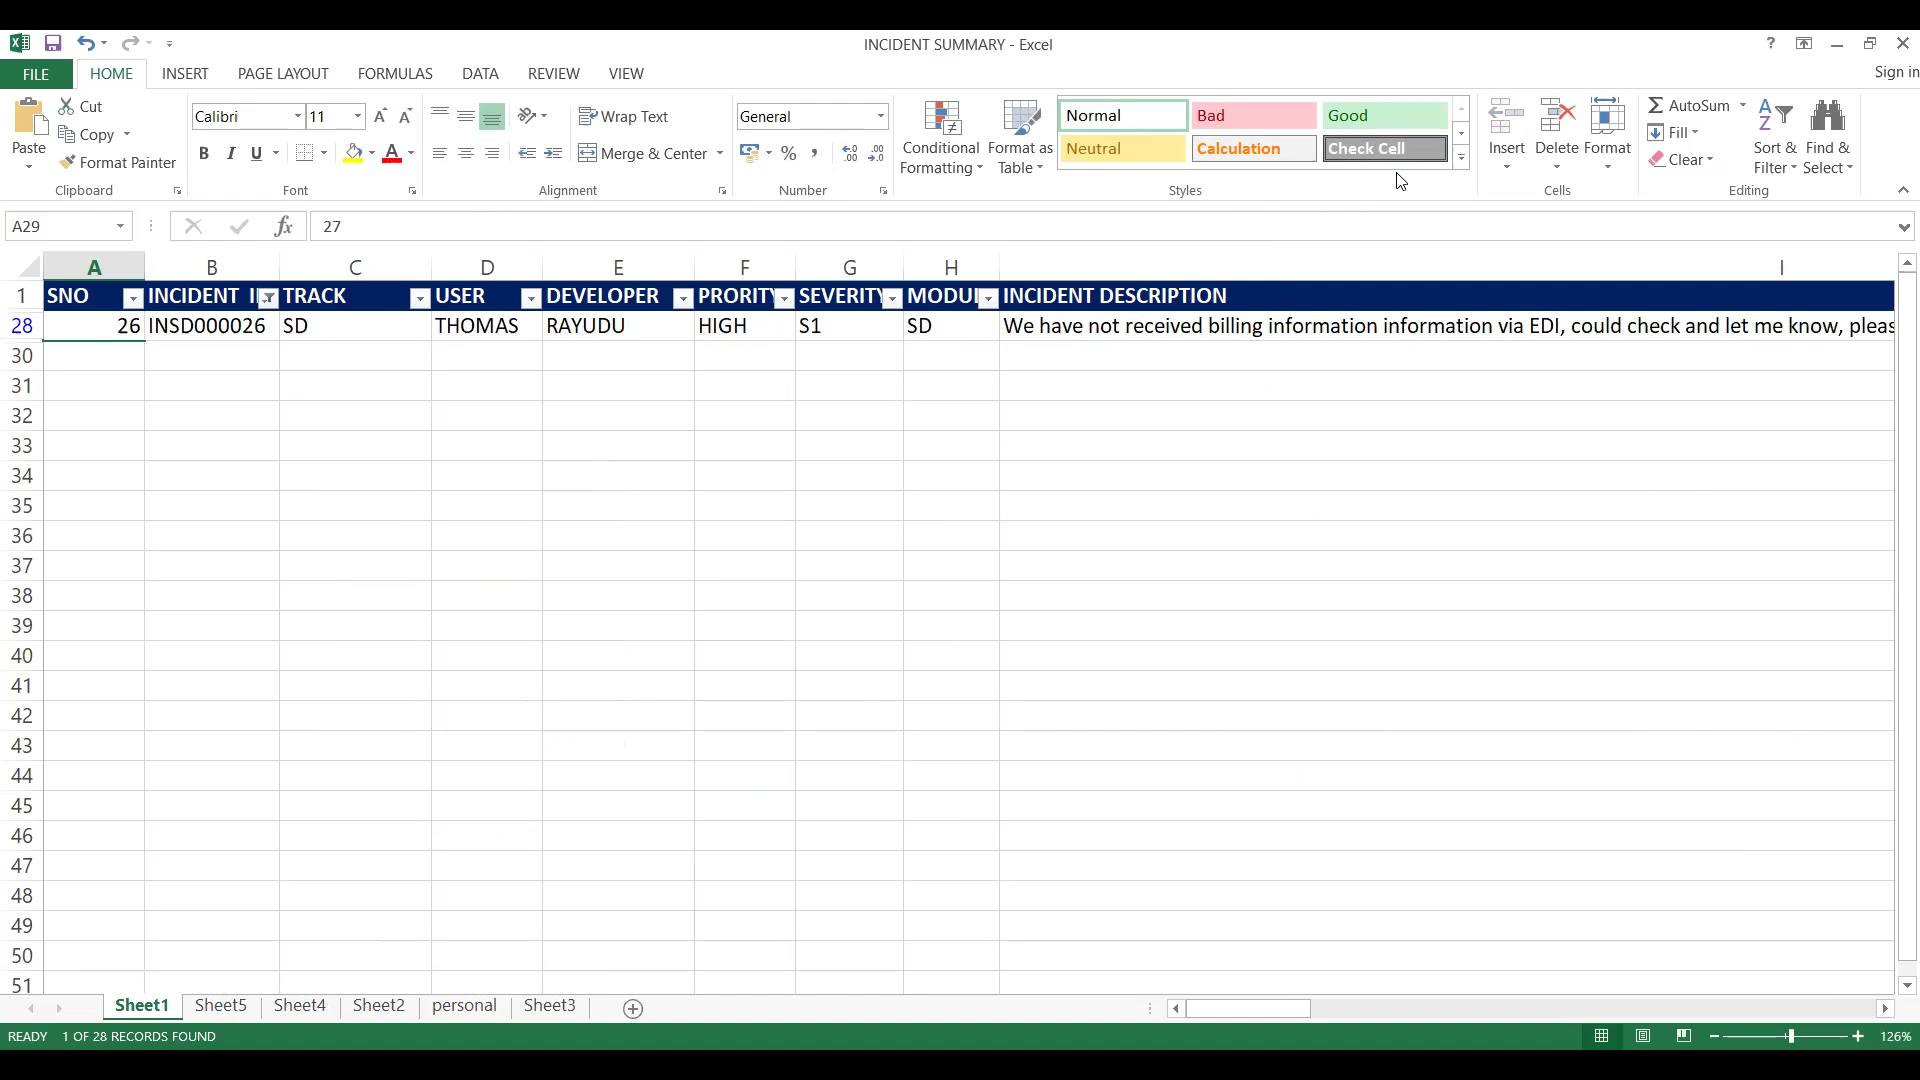 INCIDENT SUMMARY - Excel
?
FILE HOME INSERT PAGE LAYOUT FORMULAS DATA REVIEW VIEW Sign in
Paste
Cut
Copy
Format Painter
Clipboard
Calibri 11
B I U
Font
Wrap Text
Merge & Center
Alignment
General
%
Number
Conditional Formatting
Format as Table
Normal Bad Good
Neutral Calculation Check Cell
Styles
Insert Delete Format
Cells
AutoSum
Fill
Clear
Sort & Filter
Find & Select
Editing
A29 fx 27
A B C D E F G H I
1 SNO INCIDENT I TRACK USER DEVELOPER PRORITY SEVERITY MODUL INCIDENT DESCRIPTION
28 26 INSD000026 SD THOMAS RAYUDU HIGH S1 SD We have not received billing information information via EDI, could check and let me know, pleas
30
31
32
33
34
35
36
37
38
39
40
41
42
43
44
45
46
47
48
49
50
51
Sheet1 Sheet5 Sheet4 Sheet2 personal Sheet3
READY 1 OF 28 RECORDS FOUND 126%